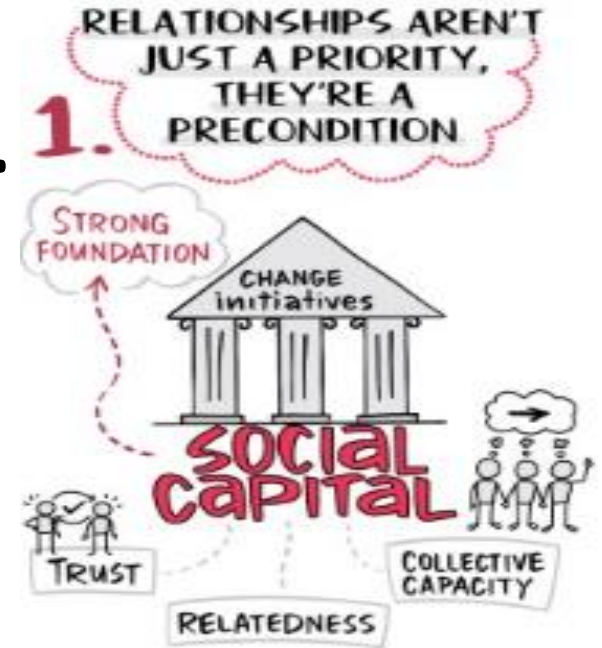 RELATIONSHIPS AREN'T
JUST A PRIORITY,
THEY'RE A
PRECONDITION
1.
STRONG
FOUNDATION
CHANGE
initiatives
SOCIAL
CAPITAL
TRUST
COLLECTIVE
CAPACITY
RELATEDNESS